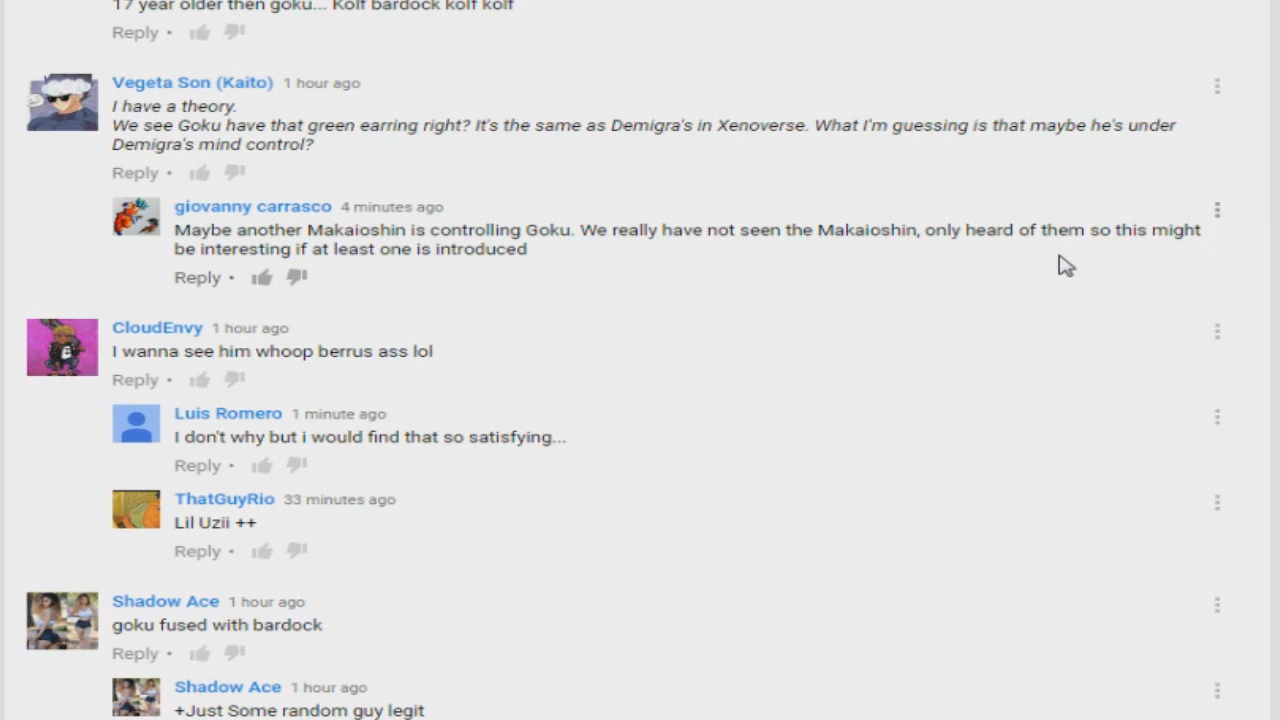 17 year older then goku... Kolf bardock kolf kolf
Reply •
Vegeta Son (Kaito) 1 hour ago
I have a theory.
We see Goku have that green earring right? It's the same as Demigra's in Xenoverse. What I'm guessing is that maybe he's under
Demigra's mind control?
Reply •
giovanny carrasco 4 minutes ago
Maybe another Makaioshin is controlling Goku. We really have not seen the Makaioshin, only heard of them so this might
be interesting if at least one is introduced
Reply •
CloudEnvy 1 hour ago
I wanna see him whoop berrus ass lol
Reply •
Luis Romero 1 minute ago
I don't why but i would find that so satisfying...
Reply •
ThatGuyRio 33 minutes ago
Lil Uzii ++
Reply •
Shadow Ace 1 hour ago
goku fused with bardock
Reply •
Shadow Ace 1 hour ago
+Just Some random guy legit